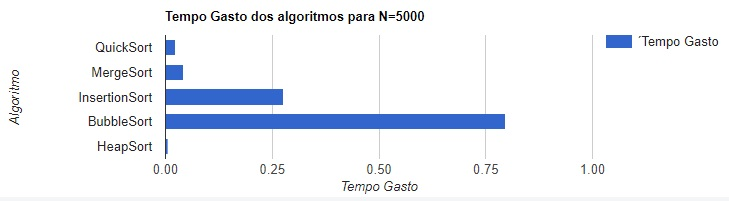 Tempo Gasto dos algoritmos para N=5000
´Tempo Gasto
Algoritmo
QuickSort
MergeSort
InsertionSort
BubbleSort
HeapSort
0.00 0.25 0.50 0.75 1.00
Tempo Gasto